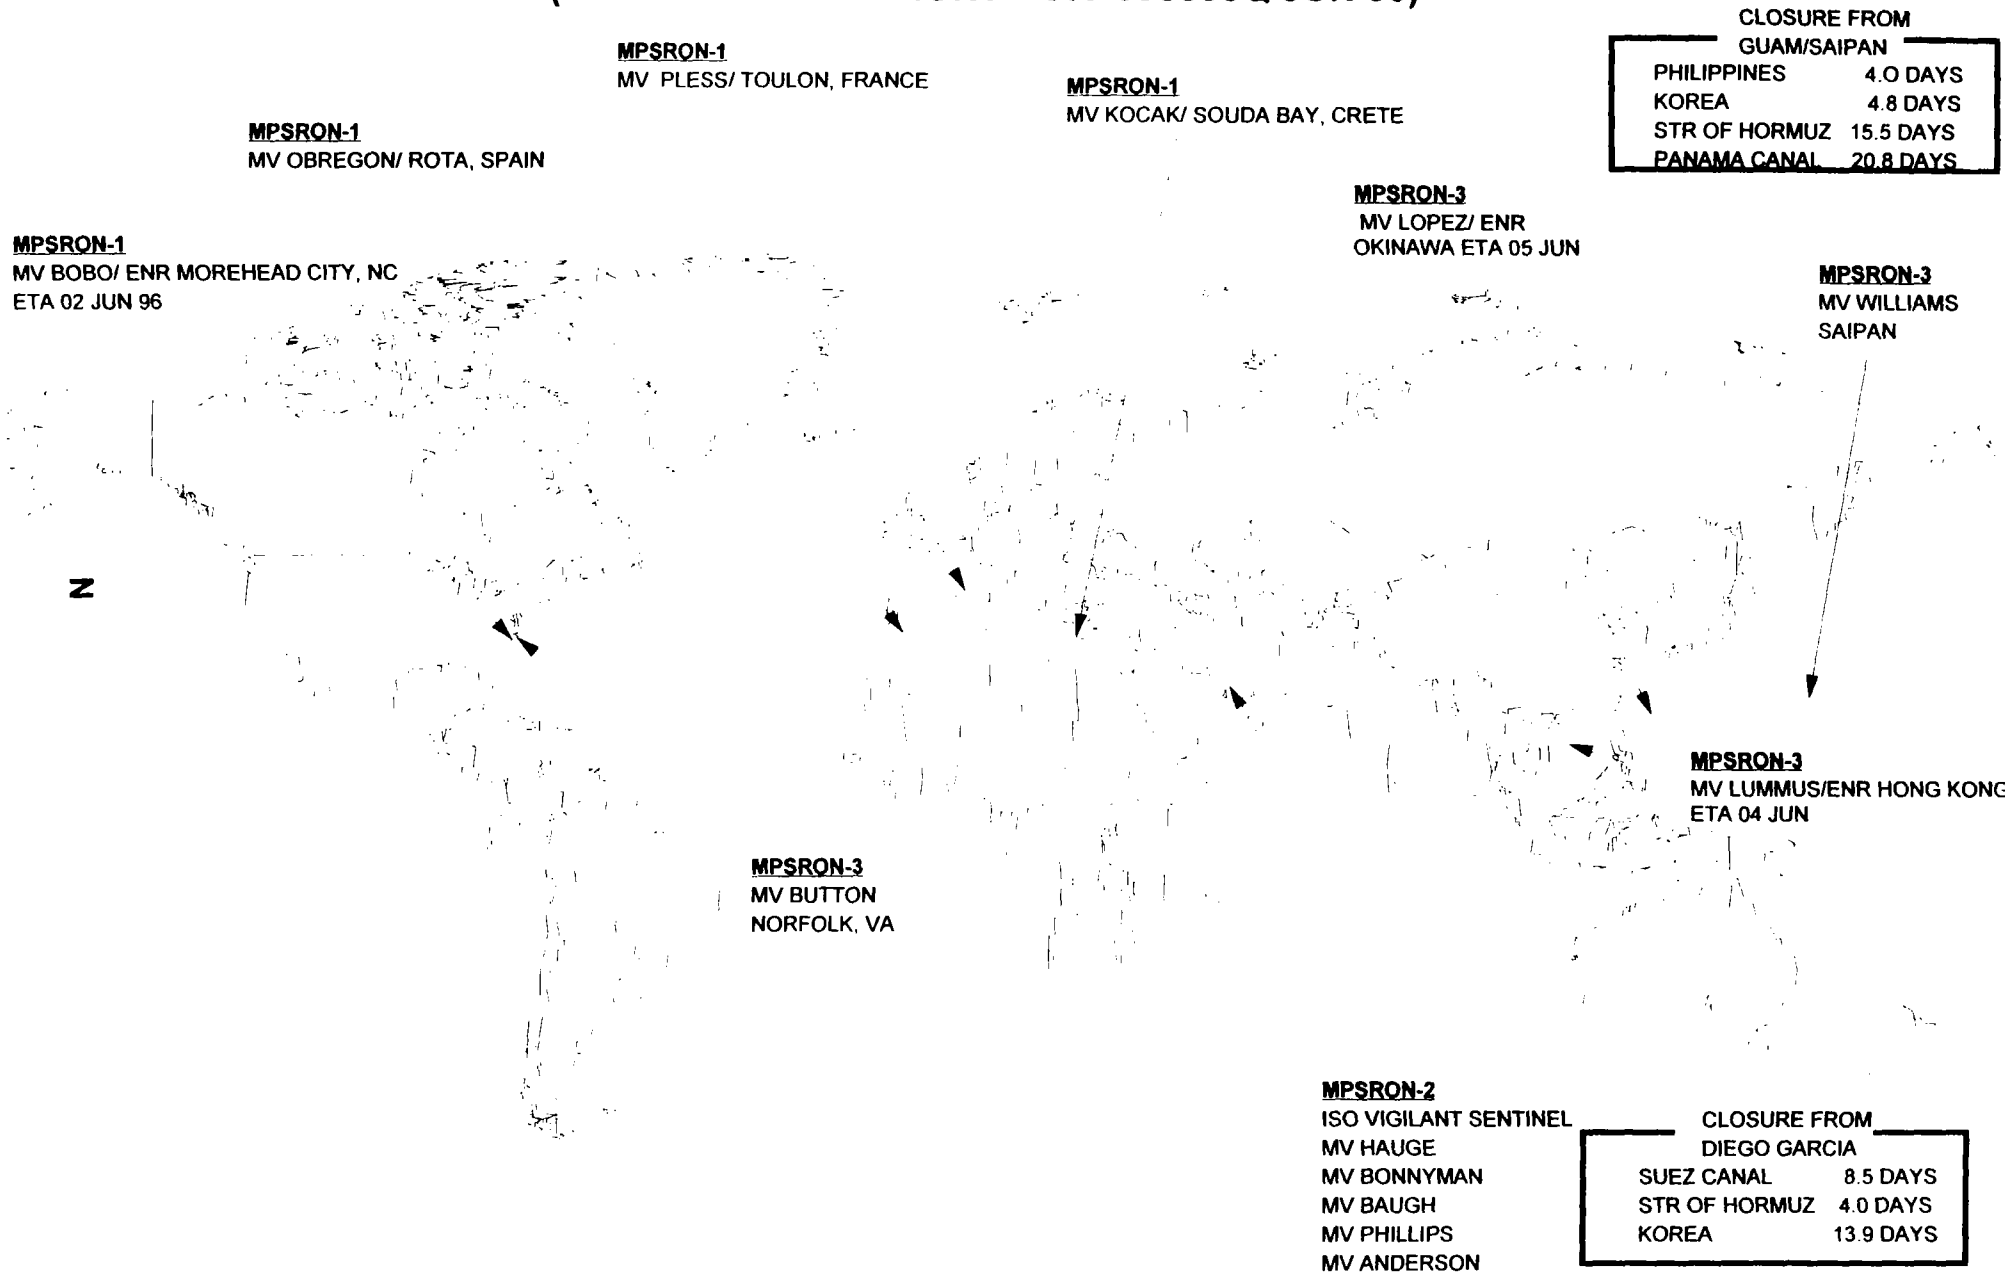 CLOSURE FROM
GUAM/SAIPAN
PHILIPPINES 4.O DAYS
KOREA 4.8 DAYS
STR OF HORMUZ 15.5 DAYS
PANAMA CANAL 20.8 DAYS
MPSRON-1
MV PLESS/ TOULON, FRANCE
MPSRON-1
MV KOCAK/ SOUDA BAY, CRETE
MPSRON-1
MV OBREGON/ ROTA, SPAIN
MPSRON-3
MV LOPEZ/ ENR
OKINAWA ETA 05 JUN
MPSRON-1
MV BOBO/ ENR MOREHEAD CITY, NC
ETA 02 JUN 96
MPSRON-3
MV WILLIAMS
SAIPAN
Z
MPSRON-3
MV LUMMUS/ENR HONG KONG
ETA 04 JUN
MPSRON-3
MV BUTTON
NORFOLK, VA
MPSRON-2
ISO VIGILANT SENTINEL
MV HAUGE
MV BONNYMAN
MV BAUGH
MV PHILLIPS
MV ANDERSON
CLOSURE FROM
DIEGO GARCIA
SUEZ CANAL 8.5 DAYS
STR OF HORMUZ 4.0 DAYS
KOREA 13.9 DAYS